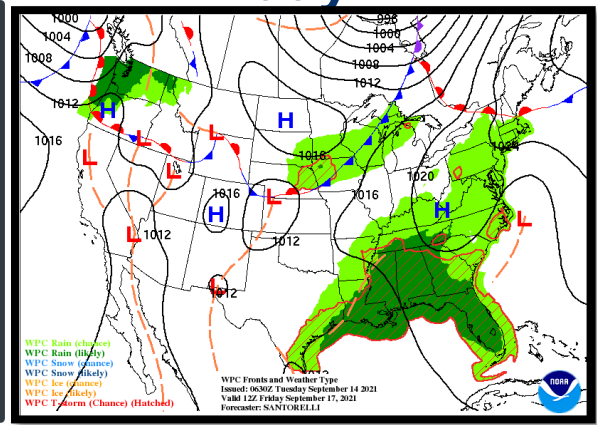 1000
996
1004
1000
1004
1008
1008
1012
1012
H
H
1016
L
L
L
1016
1024
L
1020
1016
1016
L
H
H
L
L
1012
1012
L
1012
WPC Rain (chance)
WPC Rain (likely)
WPC Snow (chance)
WPC Snow (likely)
WPC Ice (chance)
WPC Ice (likely)
WPC T-storm (Chance) (Hatched)
WPC Fronts and Weather Type
Issued: 0630Z Tuesday September 14 2021
Valid 12Z Friday September 17, 2021
Forecaster: SANTORELLI
NOAA